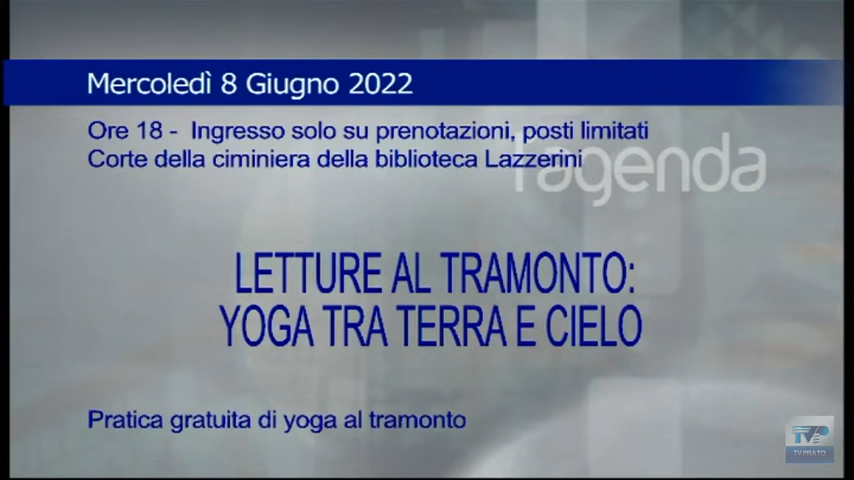 Mercoledì 8 Giugno 2022
Ore 18 - Ingresso solo su prenotazioni, posti limitati
Corte della ciminiera della biblioteca Lazzerini
l'agenda
LETTURE AL TRAMONTO:
YOGA TRA TERRA E CIELO
Pratica gratuita di yoga al tramonto
TVP
TV PRATO